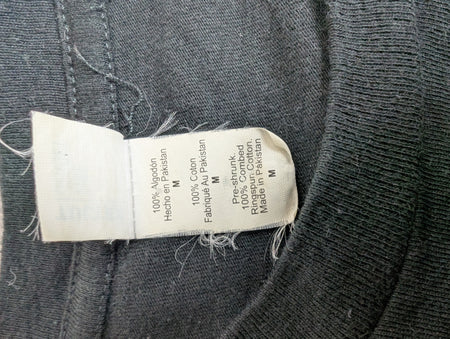 100% Algodón
Hecho en Pakistan
M
100% Coton
Fabriqué Au Pakistan
M
Pre-shrunk.
100% Combed
Ringspun Cotton.
Made in Pakistan
M